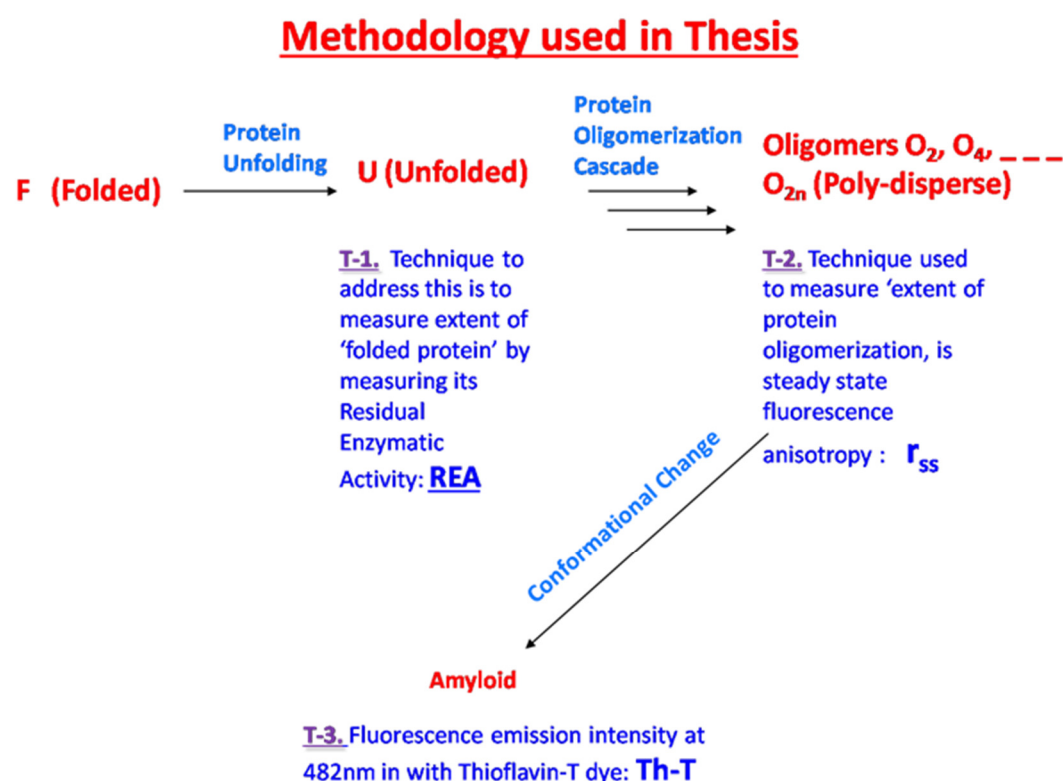 Methodology used in Thesis
F (Folded)
Protein
Unfolding
U (Unfolded)
Protein
Oligomerization
Cascade
Oligomers O₂, O₄, _ _ _
O₂ₙ (Poly-disperse)
T-1. Technique to
address this is to
measure extent of
‘folded protein’ by
measuring its
Residual
Enzymatic
Activity: REA
T-2. Technique used
to measure ‘extent of
protein
oligomerization, is
steady state
fluorescence
anisotropy : rss
Conformational Change
Amyloid
T-3. Fluorescence emission intensity at
482nm in with Thioflavin-T dye: Th-T